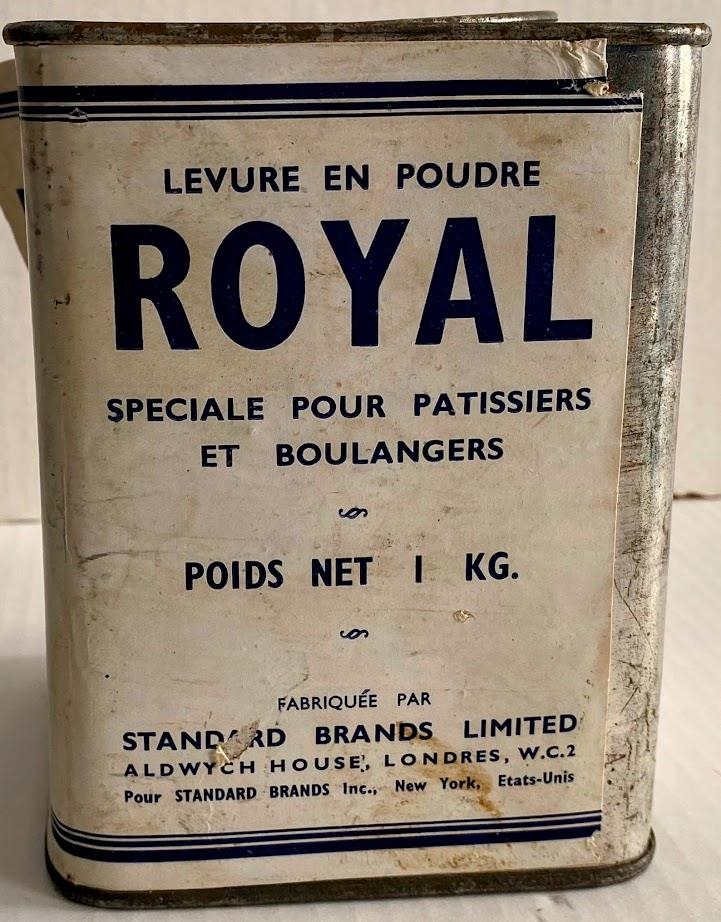 LEVURE EN POUDRE
ROYAL
SPECIALE POUR PATISSIERS
ET BOULANGERS
POIDS NET 1 KG.
FABRIQUÉE PAR
STANDARD BRANDS LIMITED
ALDWYCH HOUSE, LONDRES, W.C.2
Pour STANDARD BRANDS Inc., New York, Etats-Unis